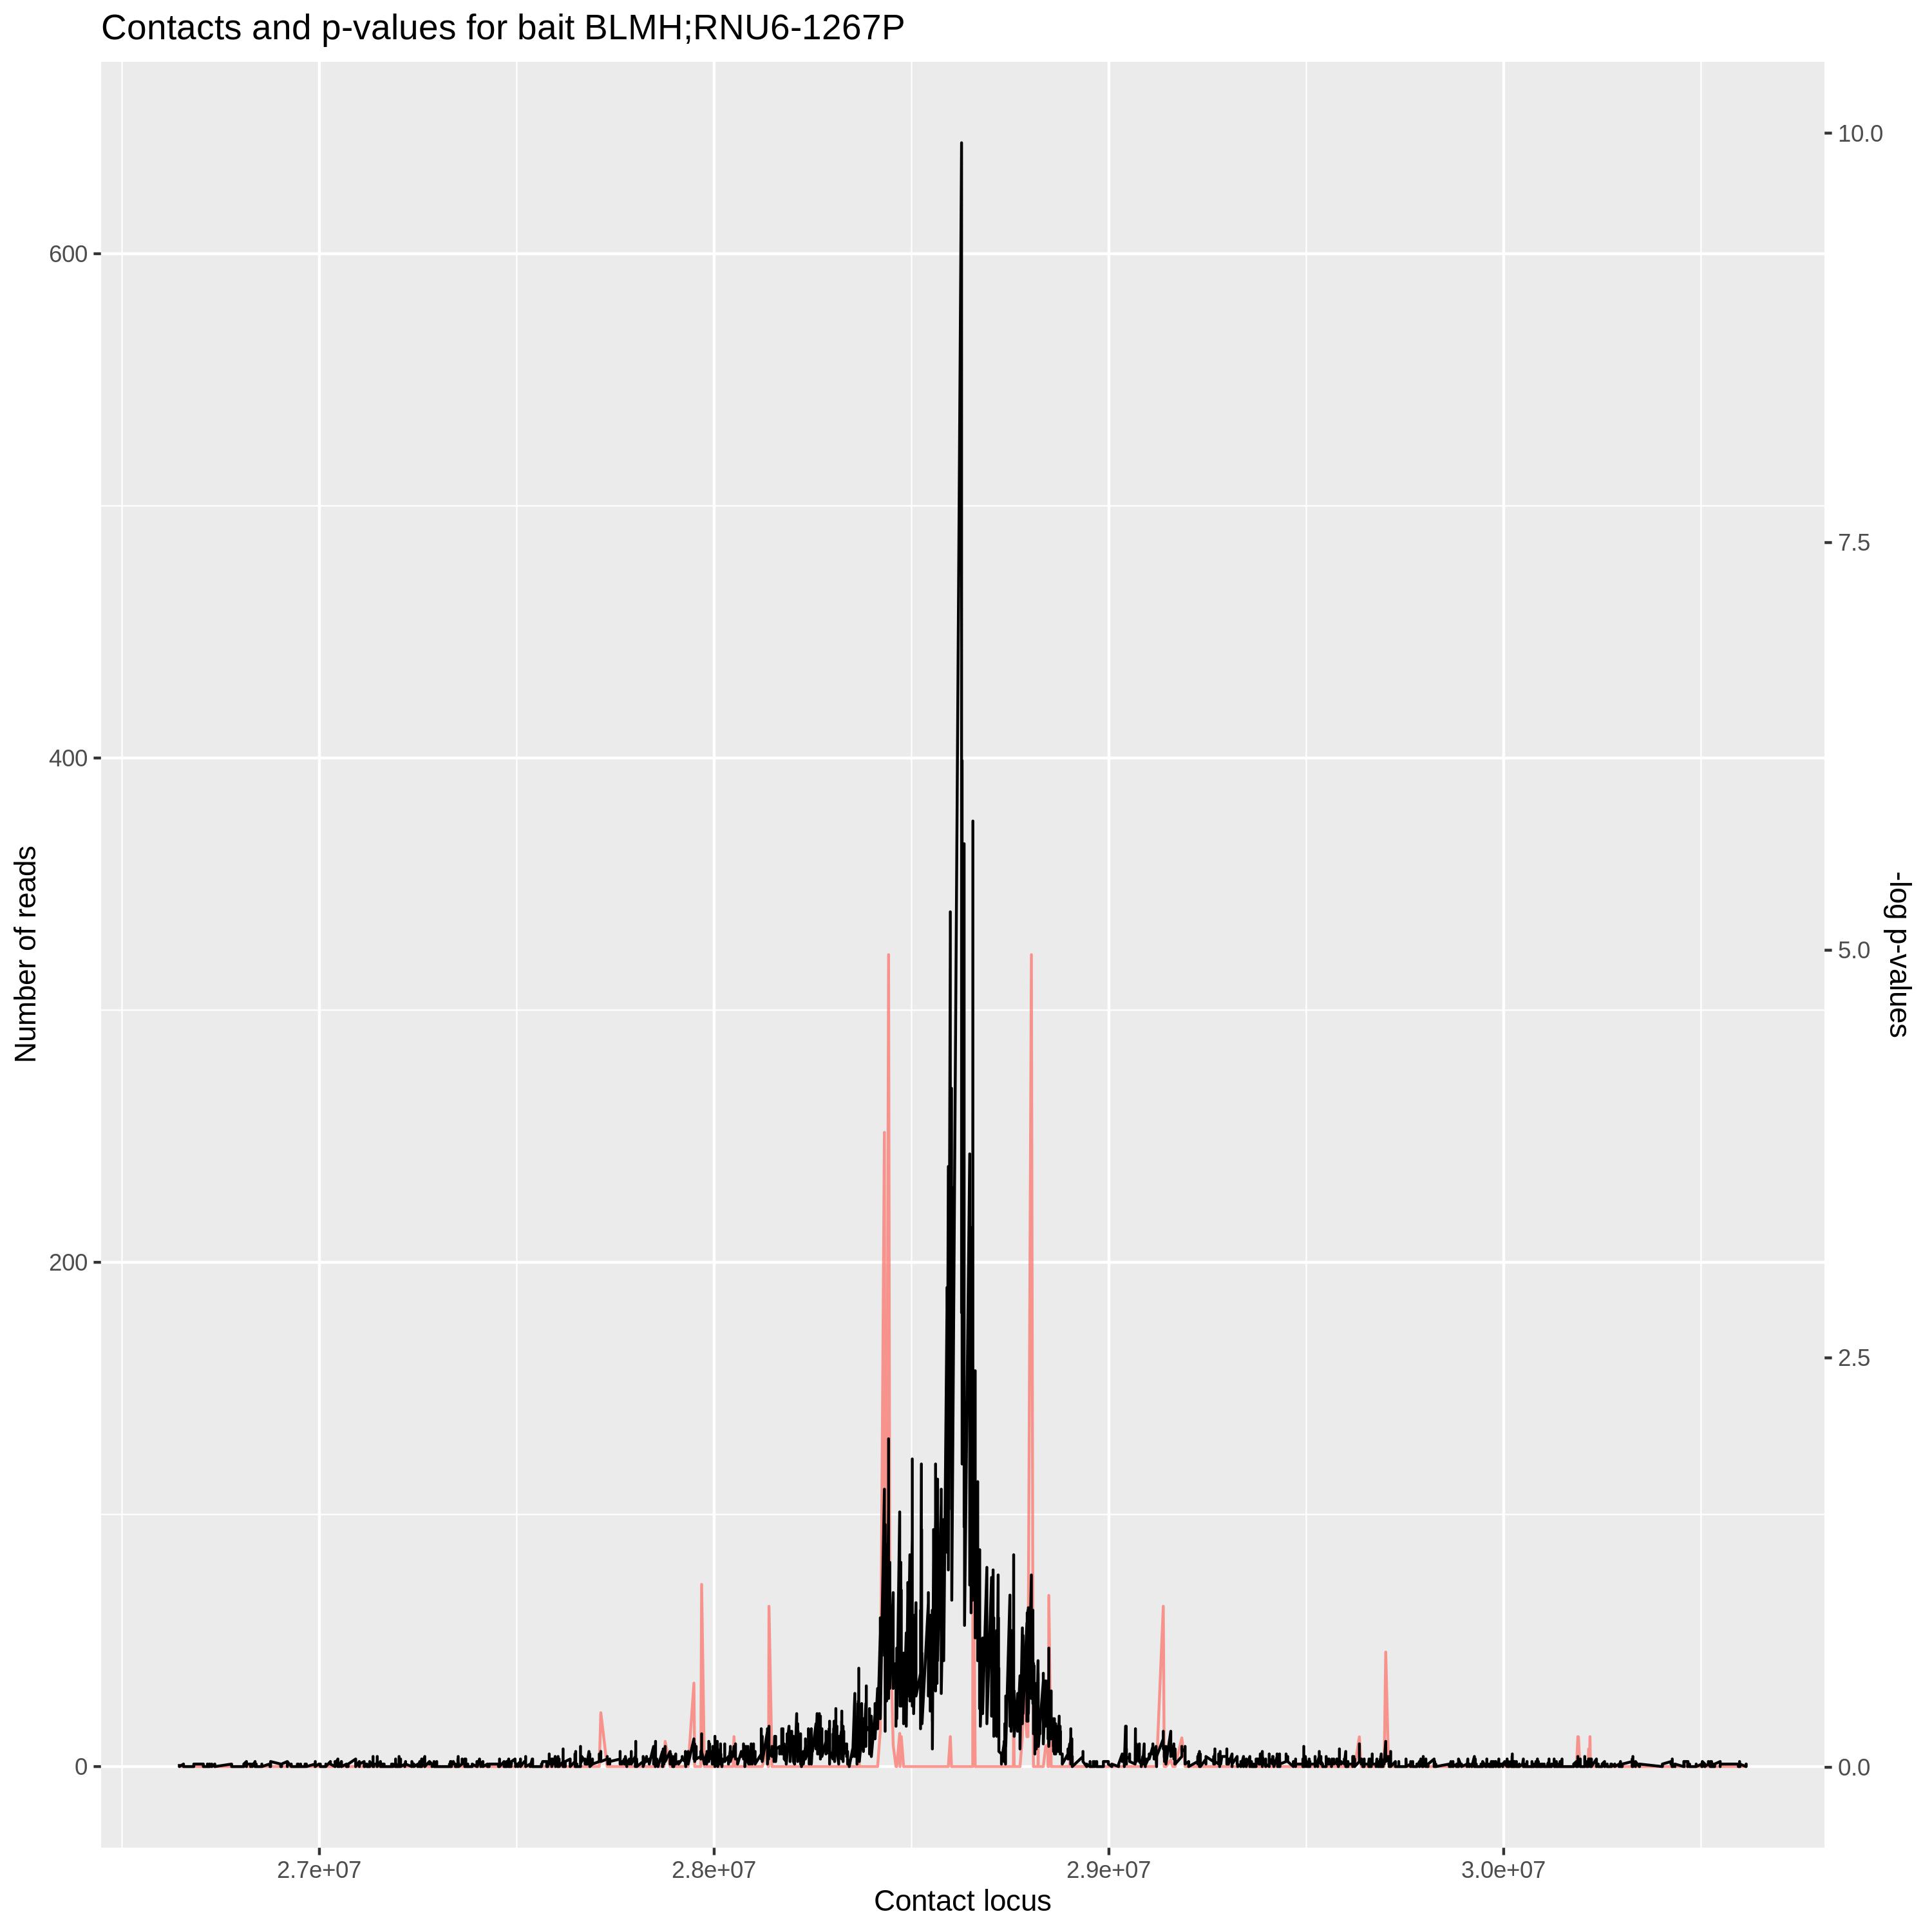 Contacts and p-values for bait BLMH;RNU6-1267P
Number of reads
600
400
200
0
10.0
7.5
5.0
2.5
0.0
-log p-values
2.7e+07
2.8e+07
2.9e+07
3.0e+07
Contact locus